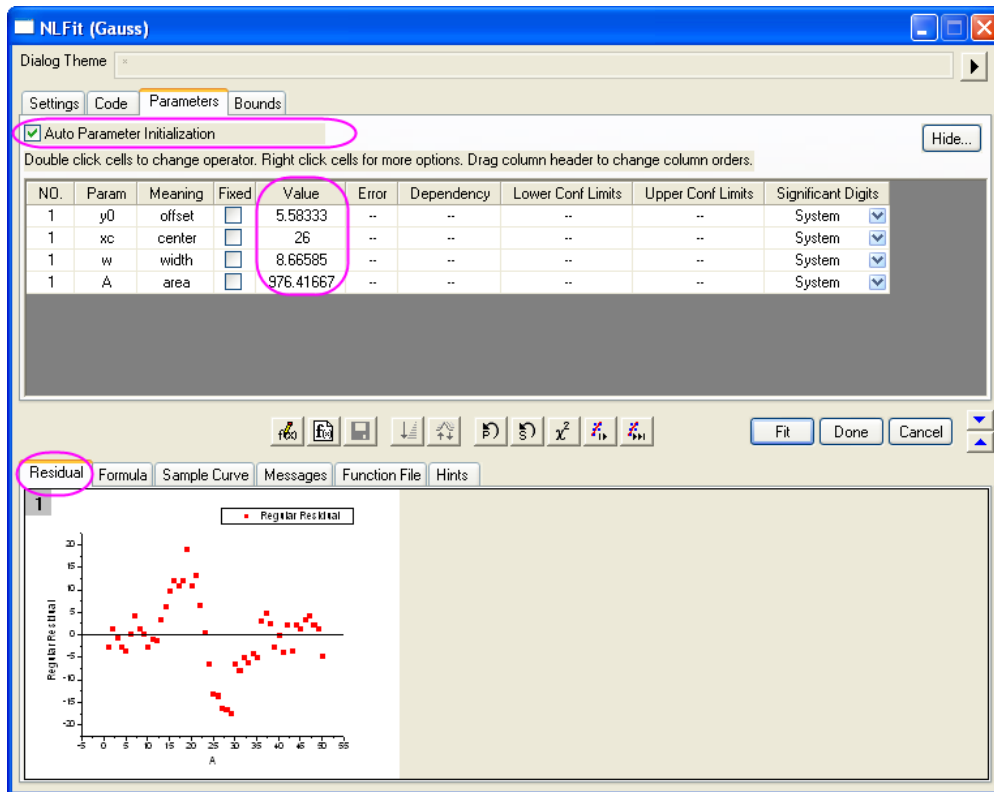 NLFit (Gauss)
Dialog Theme *
Settings Code Parameters Bounds
Auto Parameter Initialization
Hide...
Double click cells to change operator. Right click cells for more options. Drag column header to change column orders.
NO. Param Meaning Fixed Value Error Dependency Lower Conf Limits Upper Conf Limits Significant Digits
1 y0 offset 5.58333 -- -- -- -- System
1 xc center 26 -- -- -- -- System
1 w width 8.66585 -- -- -- -- System
1 A area 976.41667 -- -- -- -- System
f(x) P S χ²
Fit Done Cancel
Residual Formula Sample Curve Messages Function File Hints
1
Regular Residual
20
15
10
5
0
-5
-10
-15
-20
Regular Residual
-5 0 5 10 15 20 25 30 35 40 45 50 55
A